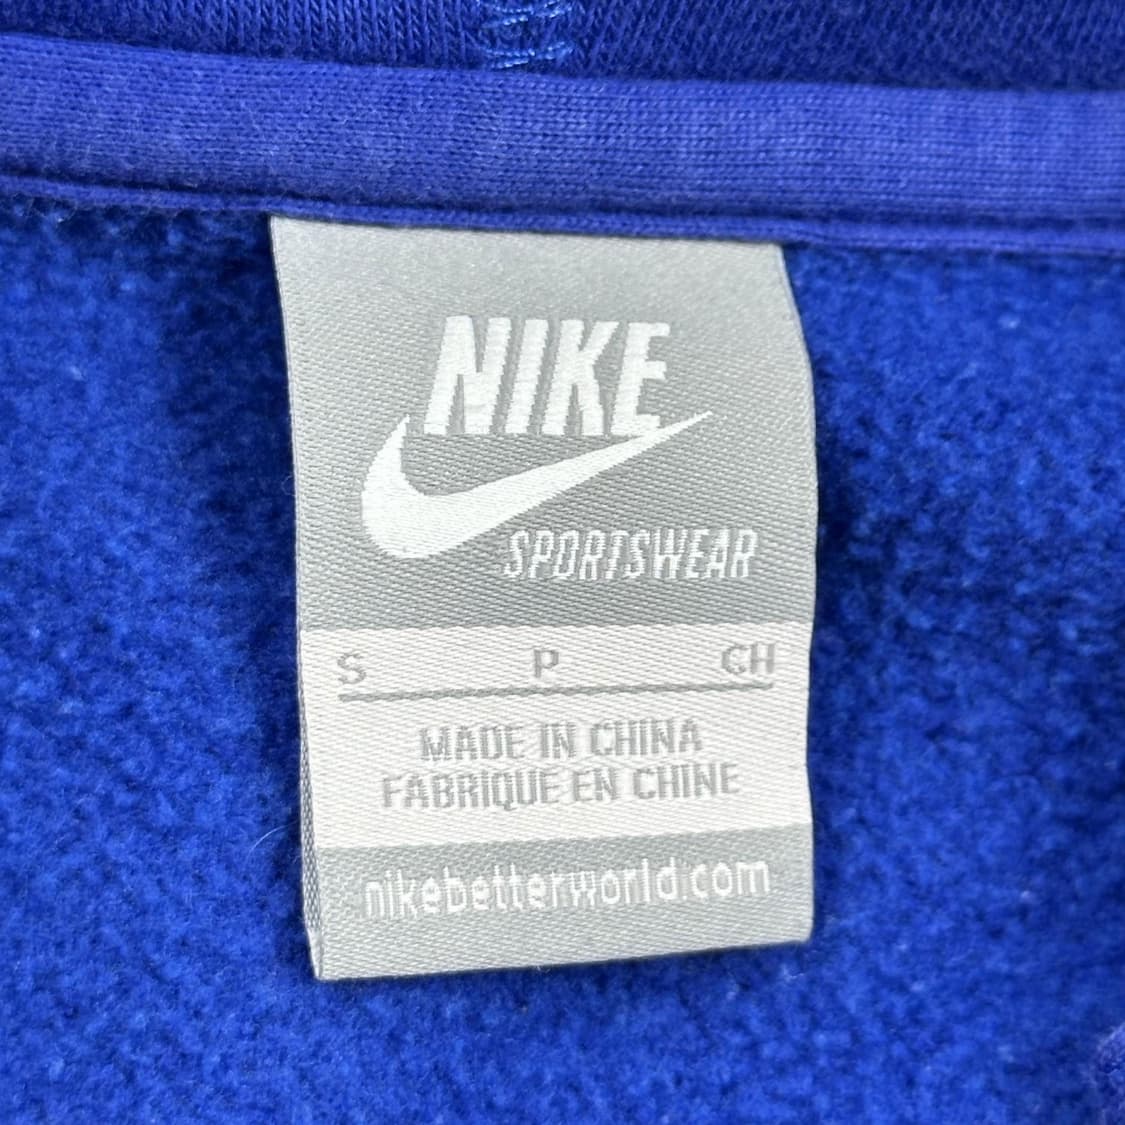 NIKE
SPORTSWEAR
S P CH
MADE IN CHINA
FABRIQUE EN CHINE
nikebetterworld.com